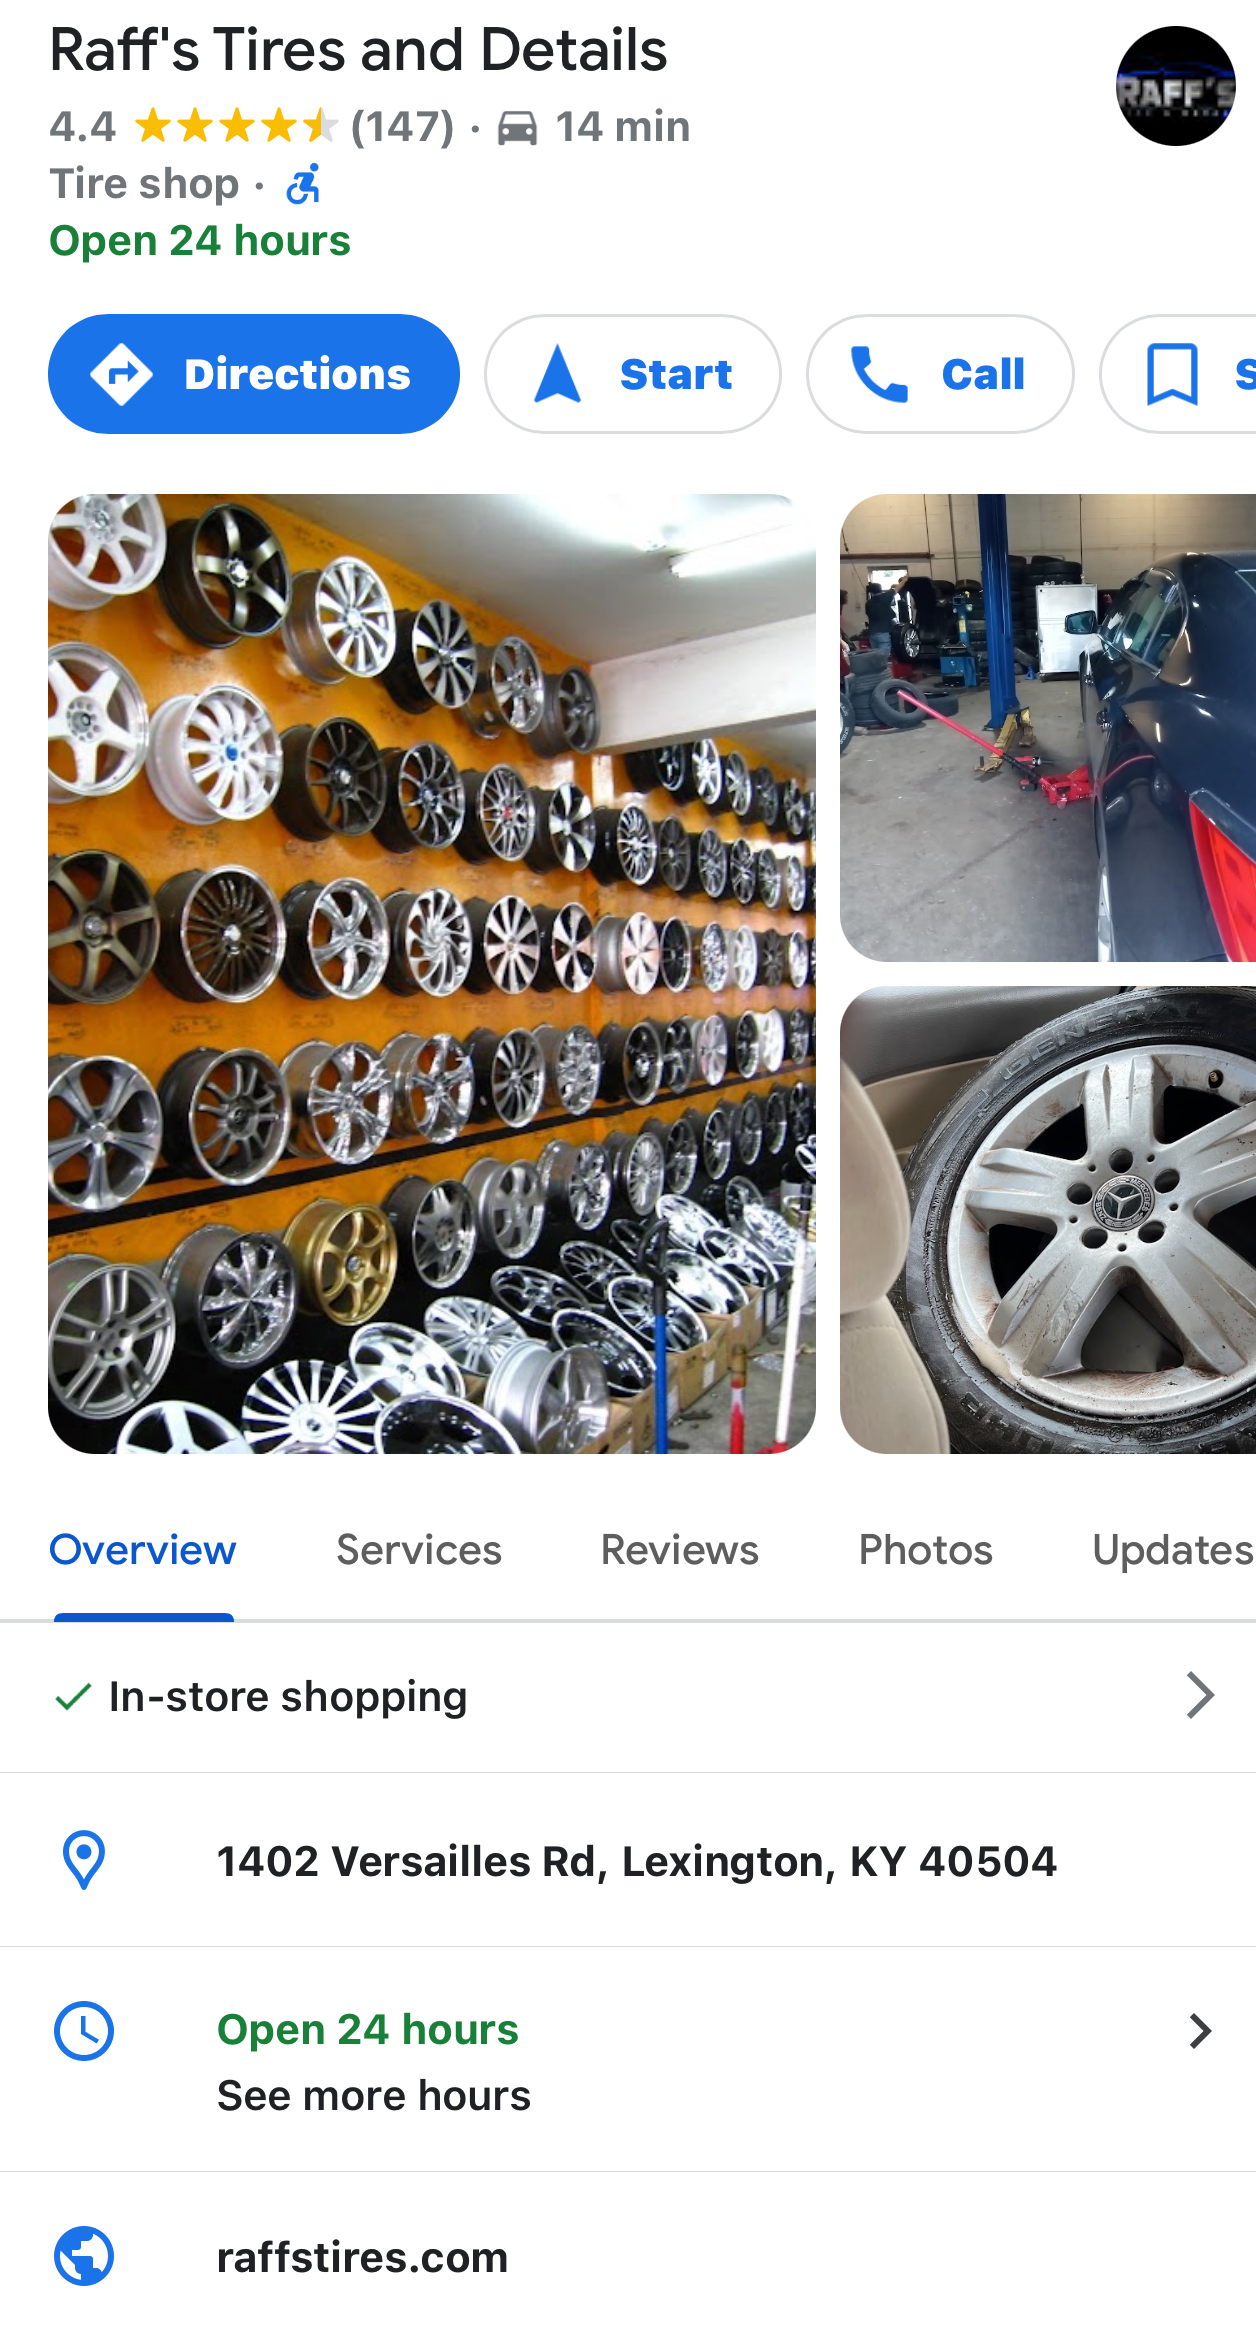 Raff's Tires and Details
4.4 (147) · 14 min
Tire shop ·
Open 24 hours
RAFF'S
Directions Start Call S
GENERAL
Overview Services Reviews Photos Updates
In-store shopping
1402 Versailles Rd, Lexington, KY 40504
Open 24 hours
See more hours
raffstires.com